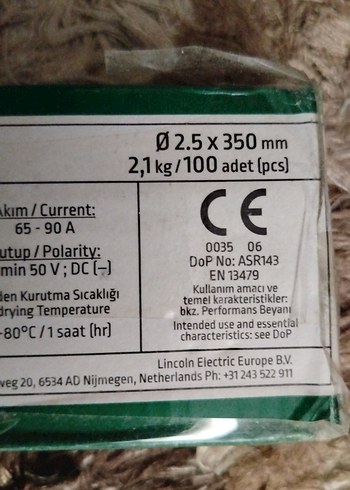 Ø 2.5 x 350 mm
2,1 kg / 100 adet (pcs)
Akım / Current:
65 - 90 A
utup / Polarity:
min 50 V ; DC (–)
den Kurutma Sıcaklığı
drying Temperature
-80°C / 1 saat (hr)
CE
0035 06
DoP No: ASR143
EN 13479
Kullanım amacı ve
temel karakteristikler:
bkz. Performans Beyanı
Intended use and essential
characteristics: see DoP
Lincoln Electric Europe B.V.
weg 20, 6534 AD Nijmegen, Netherlands Ph: +31 243 522 911